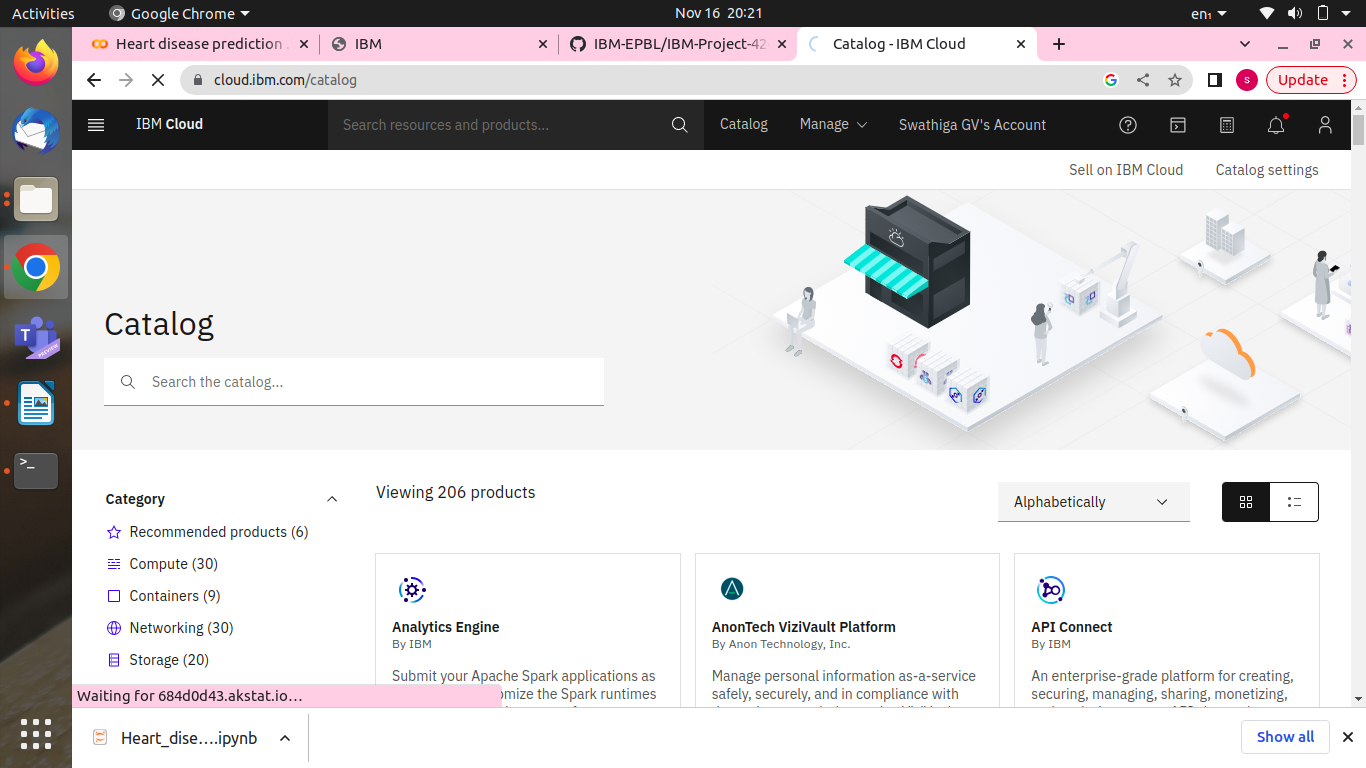 Activities
Google Chrome
Nov 16 20:21
en₁
Heart disease prediction
IBM
IBM-EPBL/IBM-Project-42
Catalog - IBM Cloud
cloud.ibm.com/catalog
s
Update
IBM Cloud
Search resources and products...
Catalog
Manage
Swathiga GV's Account
Sell on IBM Cloud
Catalog settings
Catalog
Search the catalog...
Category
Viewing 206 products
Alphabetically
Recommended products (6)
Compute (30)
Containers (9)
Networking (30)
Storage (20)
Analytics Engine
By IBM
Submit your Apache Spark applications as
omize the Spark runtimes
AnonTech ViziVault Platform
By Anon Technology, Inc.
Manage personal information as-a-service
safely, securely, and in compliance with
API Connect
By IBM
An enterprise-grade platform for creating,
securing, managing, sharing, monetizing,
Waiting for 684d0d43.akstat.io...
Heart_dise....ipynb
Show all